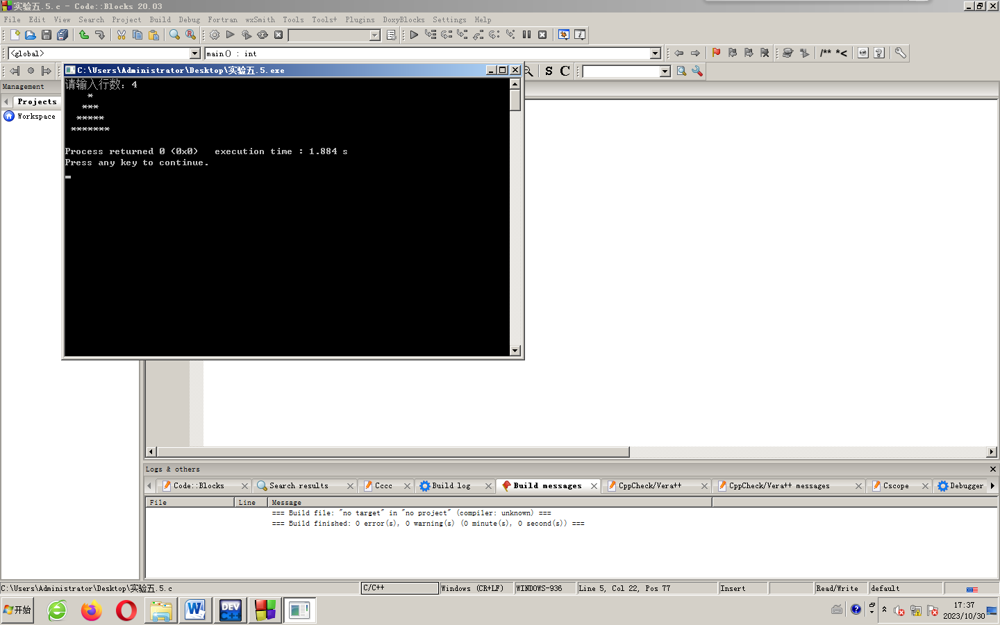 实验五.5.c - Code::Blocks 20.03
File Edit View Search Project Build Debug Fortran wxSmith Tools Tools+ Plugins DoxyBlocks Settings Help
<global> main() : int /** *<
C:\Users\Administrator\Desktop\实验五.5.exe S C
请输入行数: 4
*
***
*****
*******
Process returned 0 (0x0)   execution time : 1.884 s
Press any key to continue.
Management
Projects
Workspace
Logs & others
Code::Blocks Search results Cccc Build log Build messages CppCheck/Vera++ CppCheck/Vera++ messages Cscope Debugger
File Line Message
=== Build file: "no target" in "no project" (compiler: unknown) ===
=== Build finished: 0 error(s), 0 warning(s) (0 minute(s), 0 second(s)) ===
C:\Users\Administrator\Desktop\实验五.5.c C/C++ Windows (CR+LF) WINDOWS-936 Line 5, Col 22, Pos 77 Insert Read/Write default
开始 DEV C++ 17:37
2023/10/30